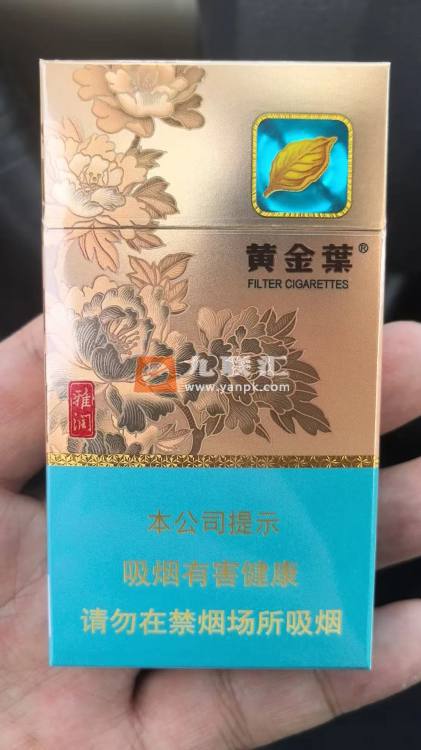 黄金葉®
FILTER CIGARETTES
九联汇
www.yanpk.com
雅润
本公司提示
吸烟有害健康
请勿在禁烟场所吸烟